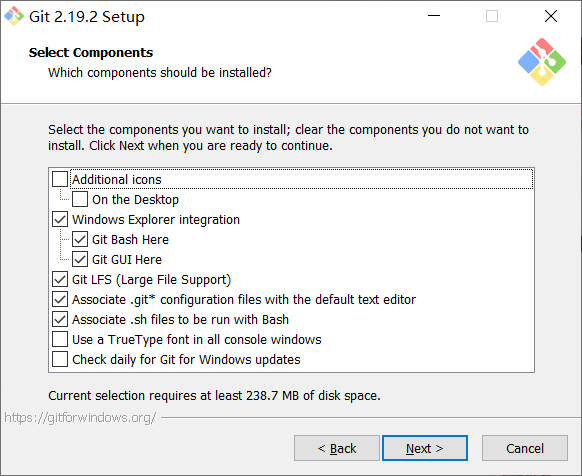 Git 2.19.2 Setup
Select Components
Which components should be installed?
Select the components you want to install; clear the components you do not want to
install. Click Next when you are ready to continue.
Additional icons
On the Desktop
Windows Explorer integration
Git Bash Here
Git GUI Here
Git LFS (Large File Support)
Associate .git* configuration files with the default text editor
Associate .sh files to be run with Bash
Use a TrueType font in all console windows
Check daily for Git for Windows updates
Current selection requires at least 238.7 MB of disk space.
https://gitforwindows.org/
< Back
Next >
Cancel